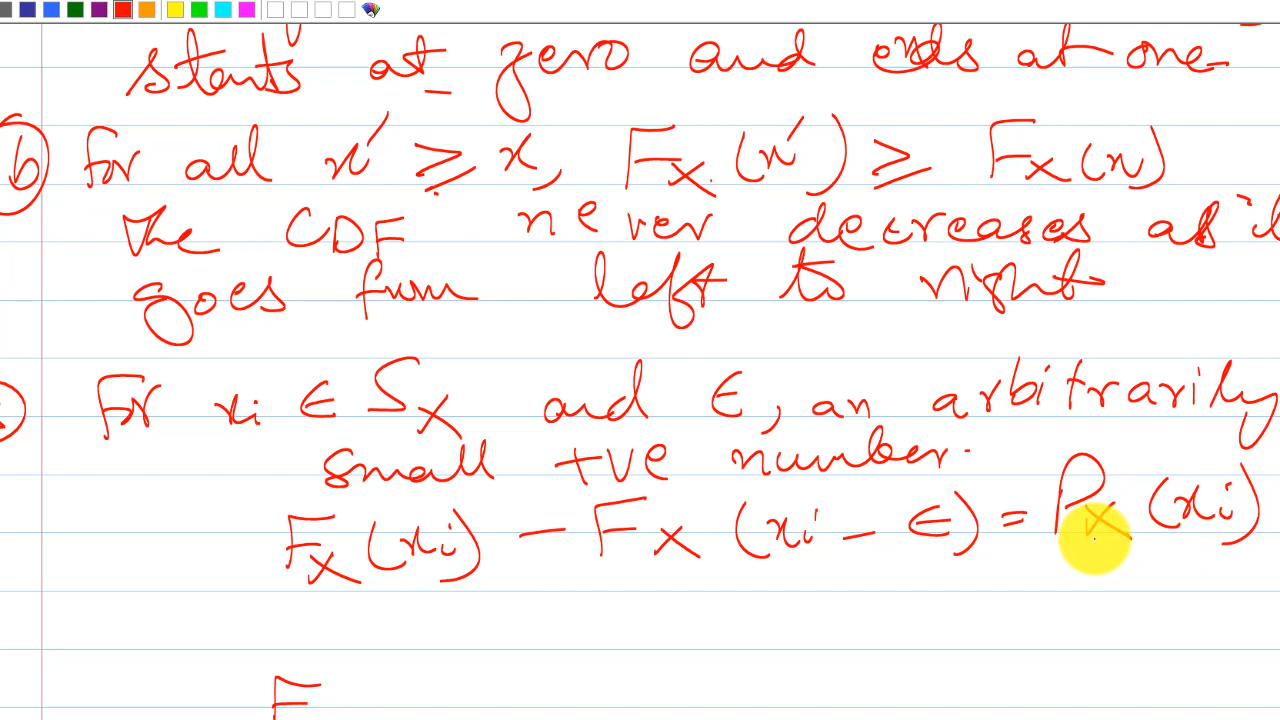 starts at zero and ends at one-
(b) For all x' ≥ x, Fx (x') ≥ Fx (x)
the CDF never decreases as it
goes from left to right
For xi ∈ Sx and ∈, an arbitrarily
small +ve number.
Fx (xi) - Fx (xi - ∈) = Px (xi)
F